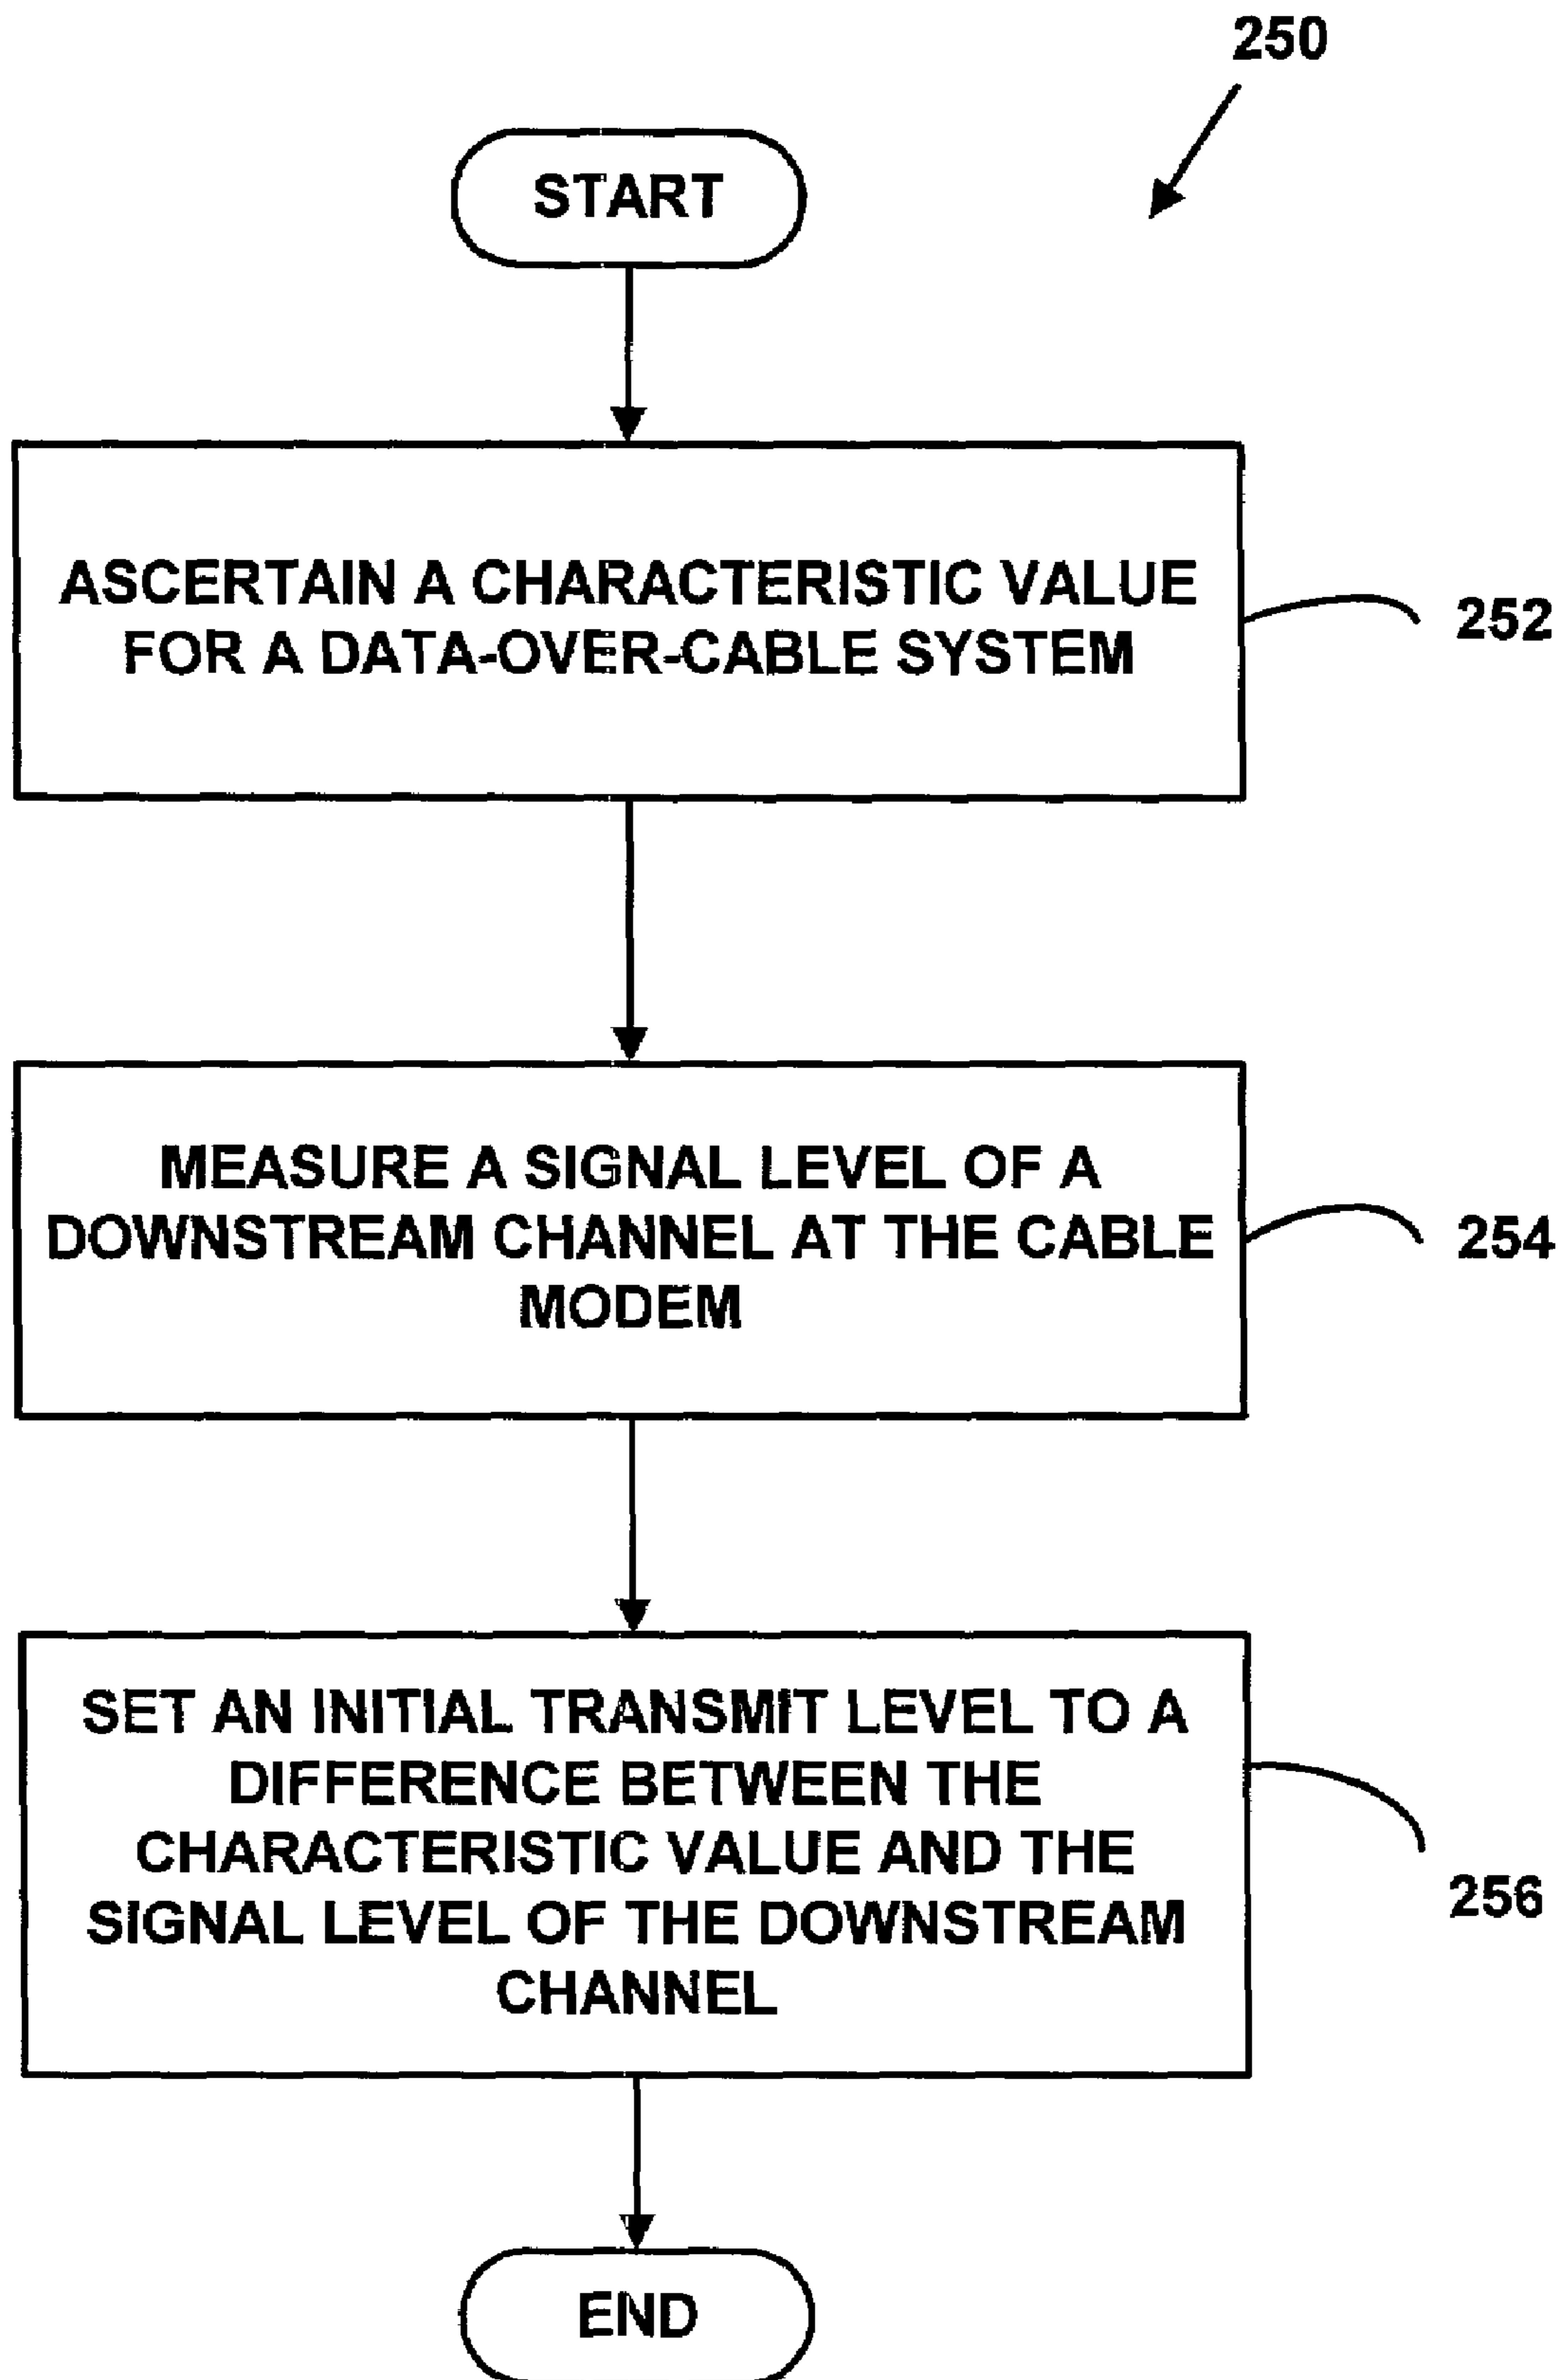 250
START
ASCERTAIN A CHARACTERISTIC VALUE
FOR A DATA-OVER-CABLE SYSTEM
252
MEASURE A SIGNAL LEVEL OF A
DOWNSTREAM CHANNEL AT THE CABLE
MODEM
254
SET AN INITIAL TRANSMIT LEVEL TO A
DIFFERENCE BETWEEN THE
CHARACTERISTIC VALUE AND THE
SIGNAL LEVEL OF THE DOWNSTREAM
CHANNEL
256
END